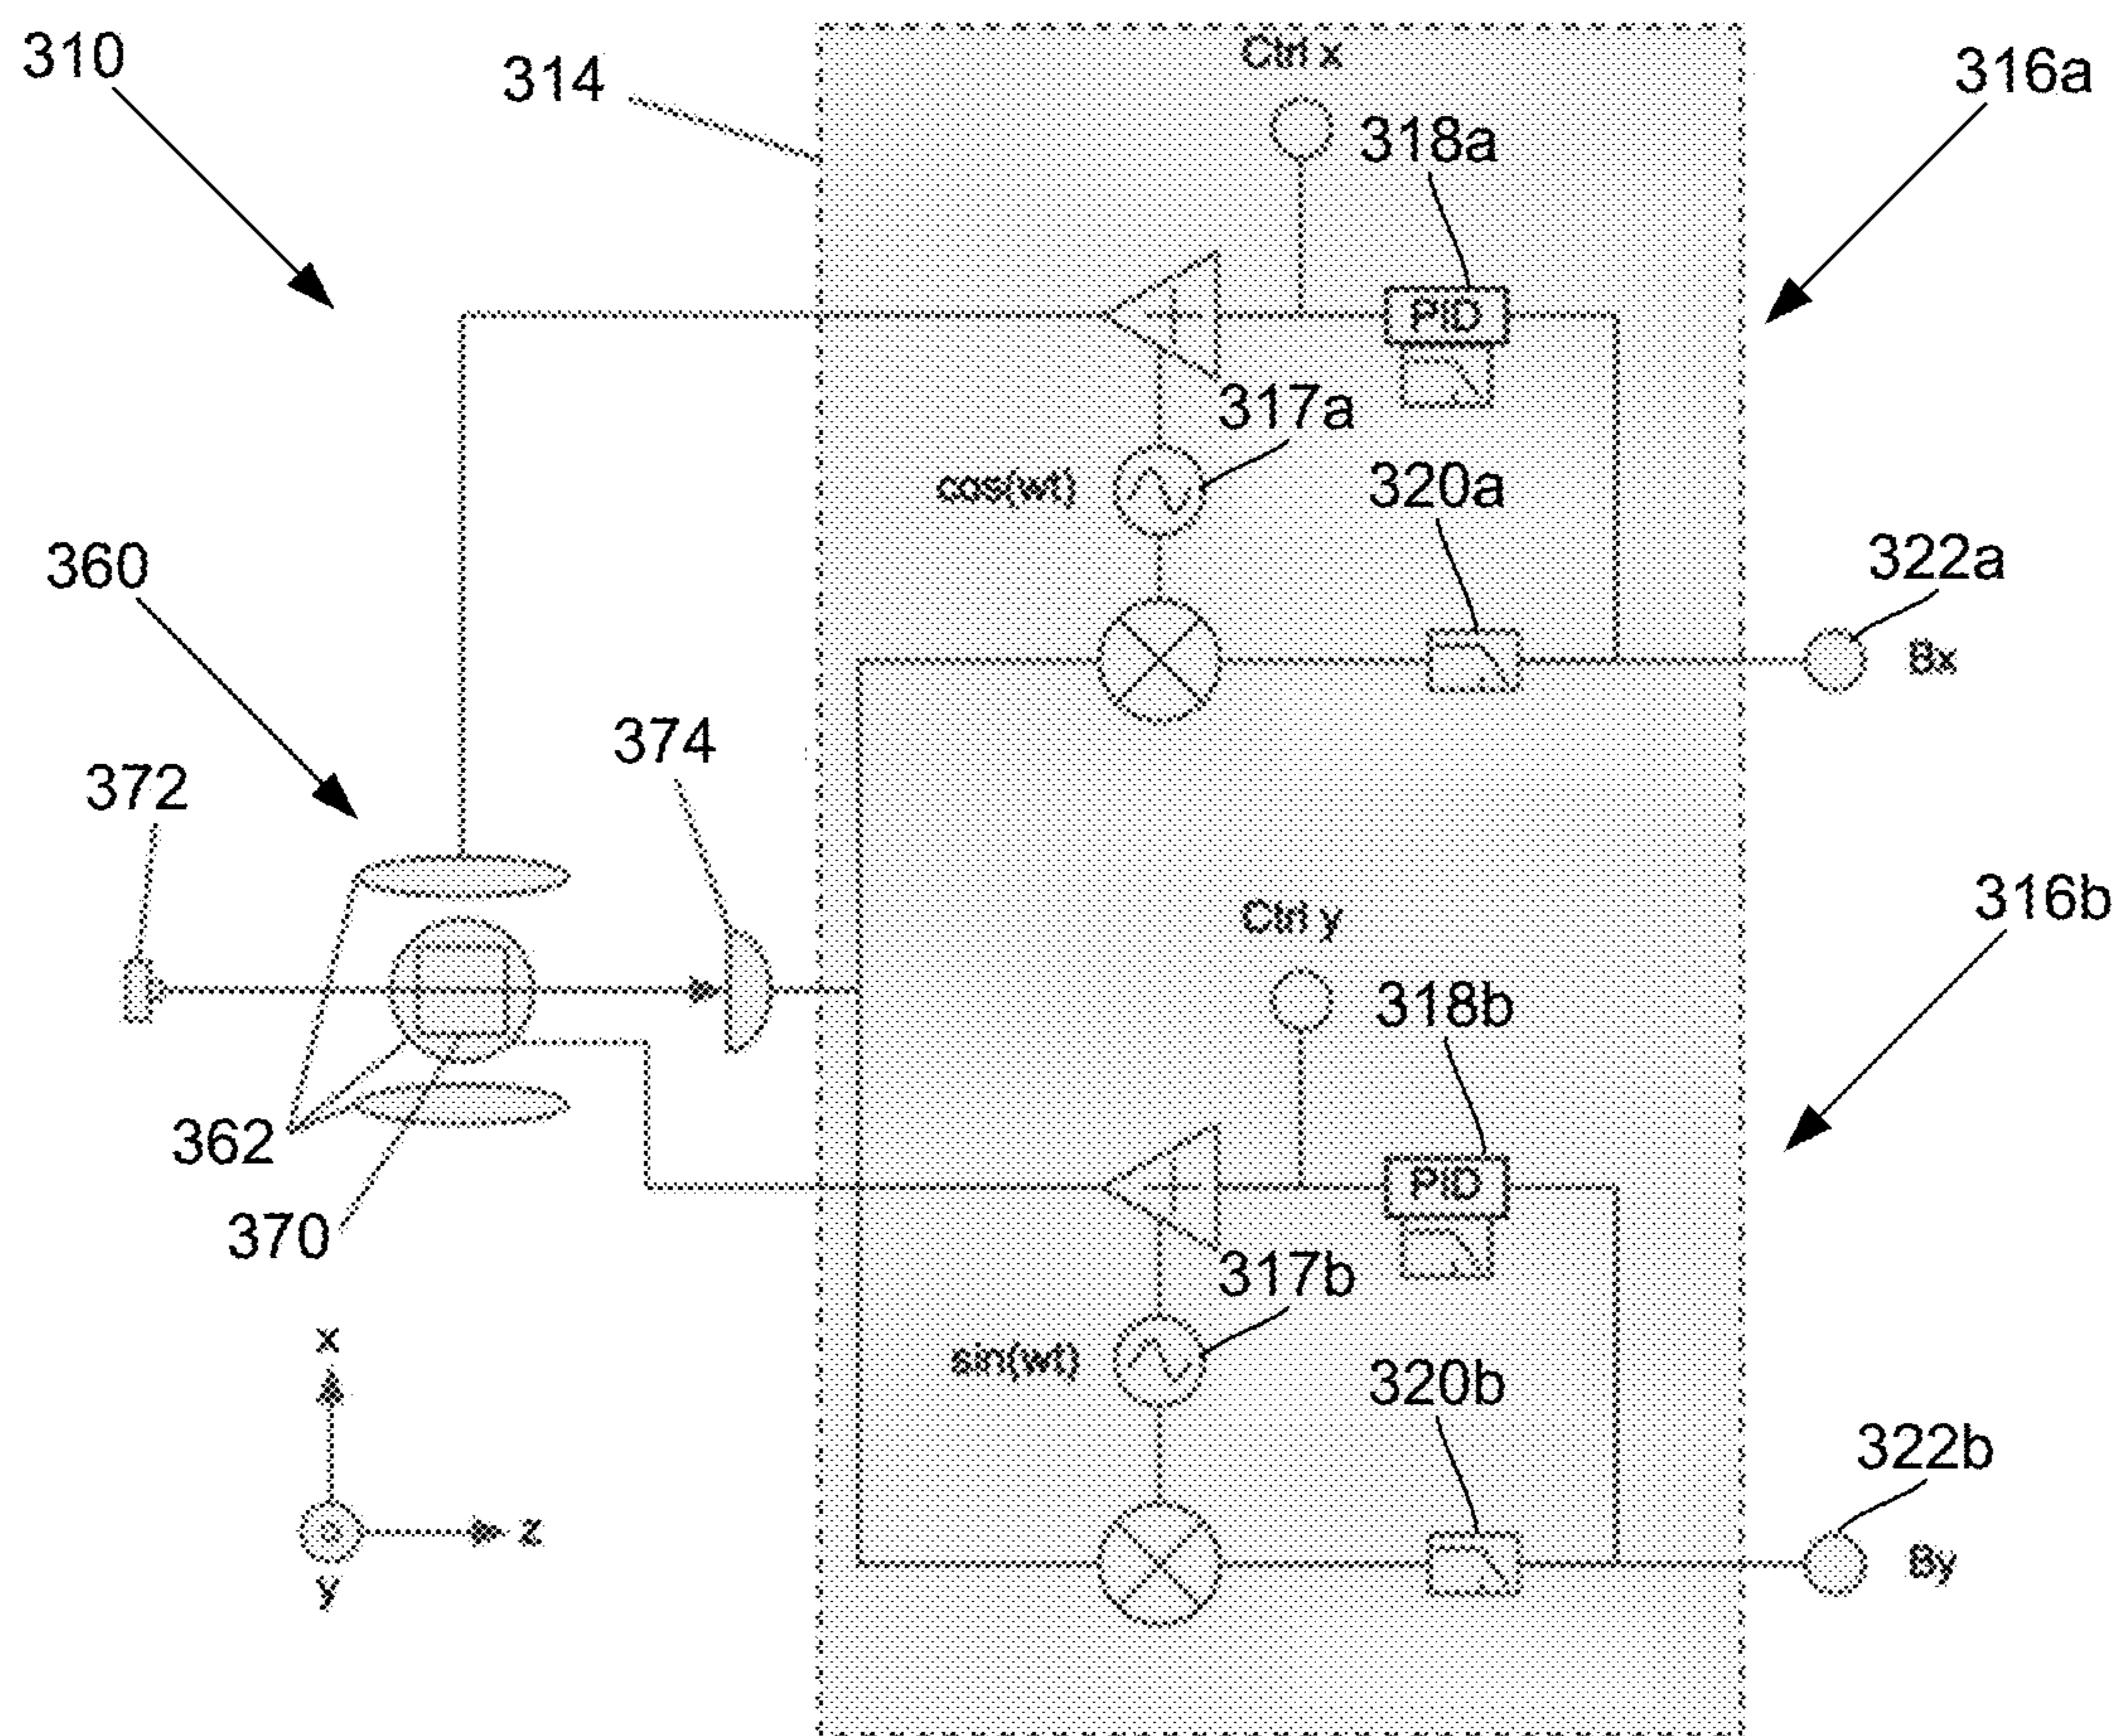 310
314
Ctrl x
316a
318a
PID
317a
cos(wt)
320a
360
322a
Bx
374
372
Ctrl y
316b
318b
362
PID
370
317b
x
sin(wt)
320b
322b
z
By
y